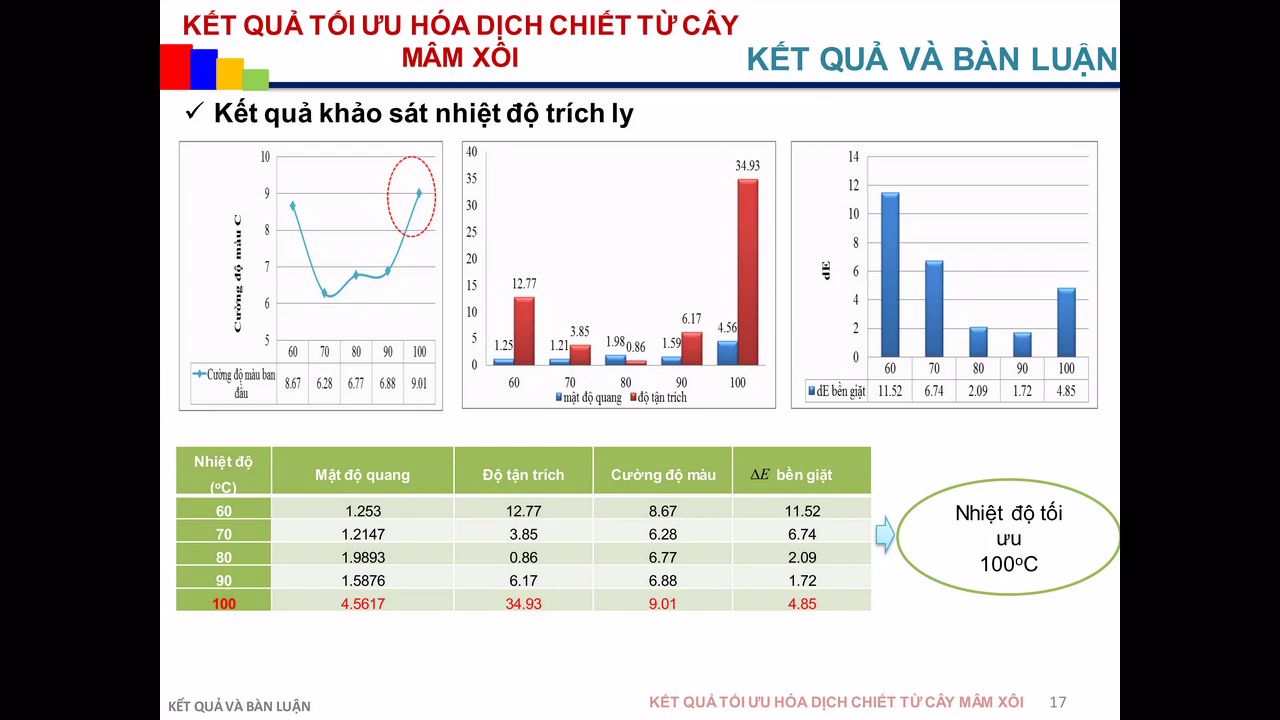 KẾT QUẢ TỐI ƯU HÓA DỊCH CHIẾT TỪ CÂY
MÂM XÔI
KẾT QUẢ VÀ BÀN LUẬN
✓ Kết quả khảo sát nhiệt độ trích ly
10
9
8
7
6
5
Cường độ màu C
60 70 80 90 100
Cường độ màu ban đầu 8.67 6.28 6.77 6.88 9.01
40
35
30
25
20
15
10
5
0
1.25 12.77 1.21 3.85 1.98 0.86 1.59 6.17 4.56 34.93
60 70 80 90 100
mật độ quang độ tận trích
14
12
10
8
6
4
2
0
dE
60 70 80 90 100
dE bền giặt 11.52 6.74 2.09 1.72 4.85
Nhiệt độ (ºC) Mật độ quang Độ tận trích Cường độ màu ΔE bền giặt
60 1.253 12.77 8.67 11.52
70 1.2147 3.85 6.28 6.74
80 1.9893 0.86 6.77 2.09
90 1.5876 6.17 6.88 1.72
100 4.5617 34.93 9.01 4.85
Nhiệt độ tối
ưu
100ºC
KẾT QUẢ VÀ BÀN LUẬN
KẾT QUẢ TỐI ƯU HÓA DỊCH CHIẾT TỪ CÂY MÂM XÔI 17